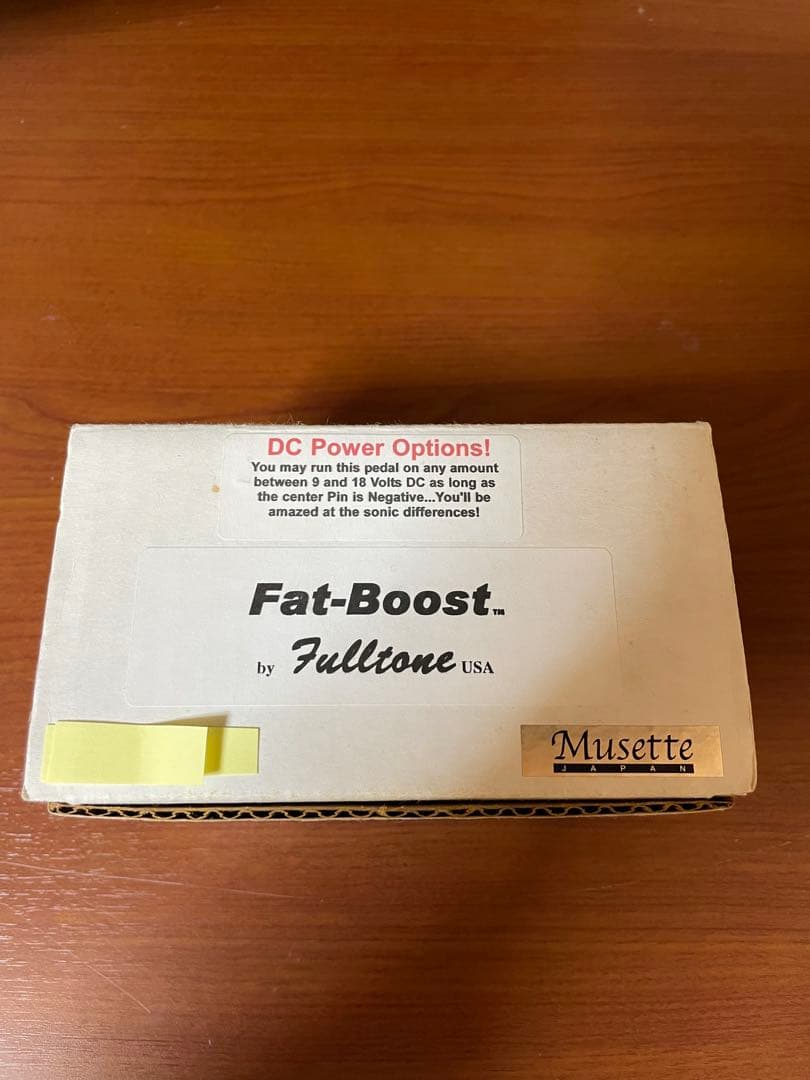 DC Power Options!
You may run this pedal on any amount
between 9 and 18 Volts DC as long as
the center Pin is Negative...You'll be
amazed at the sonic differences!
Fat-Boost™
by Fulltone USA
Musette
JAPAN